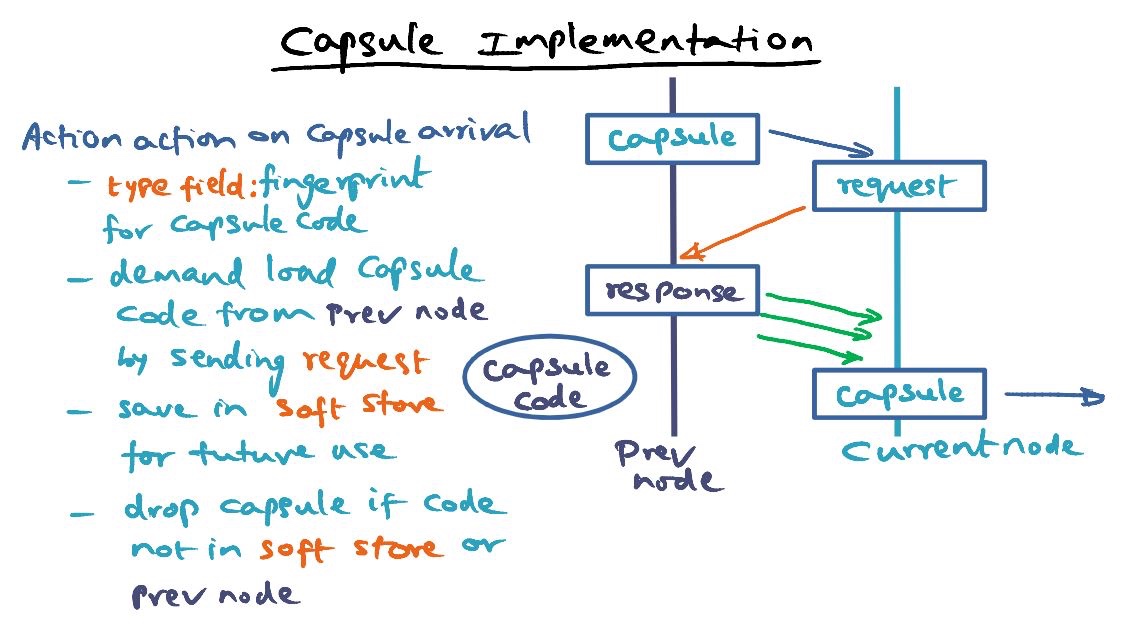 Capsule Implementation
Action action on capsule arrival
- type field: fingerprint
for capsule code
- demand load capsule
code from prev node
by sending request
- save in soft store
for future use
- drop capsule if code
not in soft store or
prev node
capsule
request
response
capsule
code
capsule
Prev
node
Current node